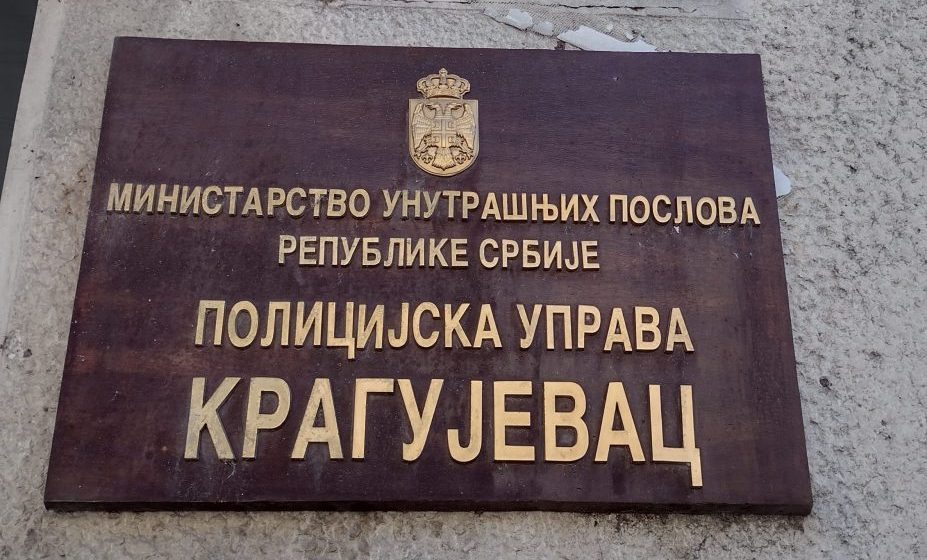 МИНИСТАРСТВО УНУТРАШЊИХ ПОСЛОВА
РЕПУБЛИКЕ СРБИЈЕ
ПОЛИЦИЈСКА УПРАВА
КРАГУЈЕВАЦ